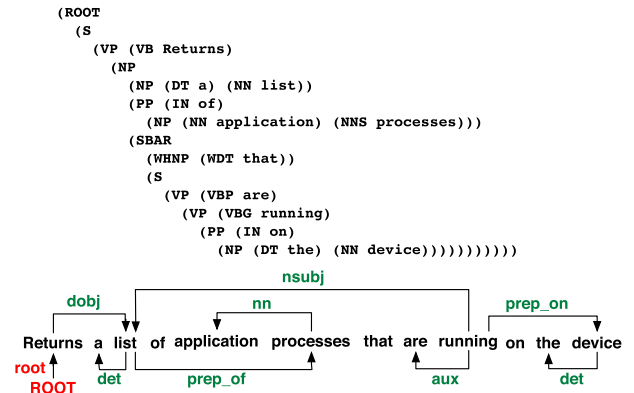 (ROOT
(S
(VP (VB Returns)
(NP
(NP (DT a) (NN list))
(PP (IN of)
(NP (NN application) (NNS processes)))
(SBAR
(WHNP (WDT that))
(S
(VP (VBP are)
(VP (VBG running)
(PP (IN on)
(NP (DT the) (NN device)))))))))))
nsubj
dobj nn prep_on
Returns a list of application processes that are running on the device
root det prep_of aux det
ROOT